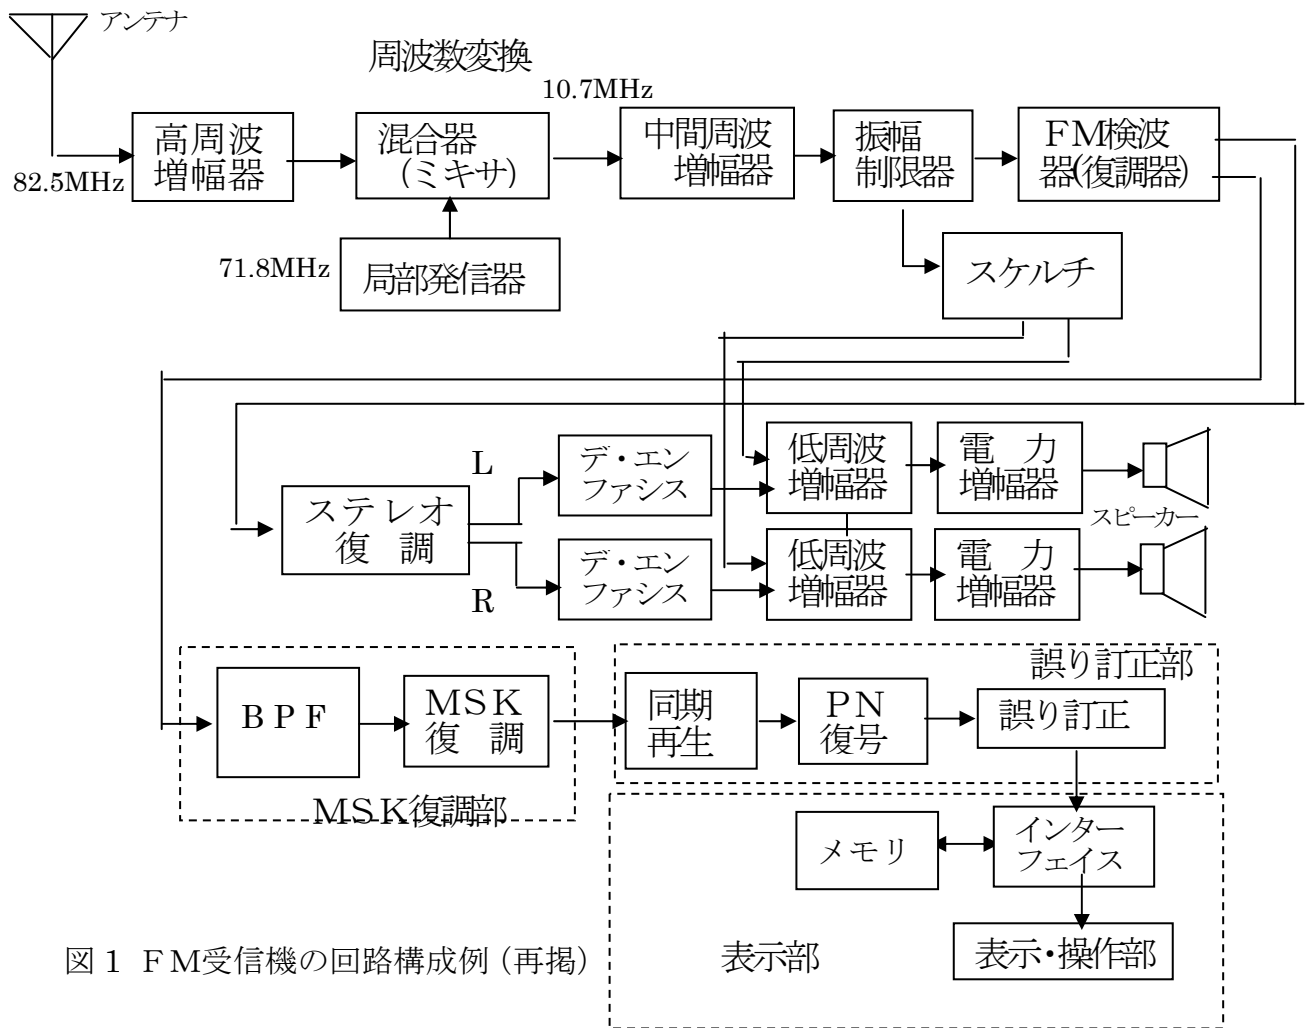 アンテナ
周波数変換
10.7MHz
82.5MHz
高周波
増幅器
混合器
(ミキサ)
中間周波
増幅器
振幅
制限器
FM検波
器(復調器)
71.8MHz
局部発信器
スケルチ
L
デ・エン
ファシス
低周波
増幅器
電 力
増幅器
ステレオ
復 調
スピーカー
R
デ・エン
ファシス
低周波
増幅器
電 力
増幅器
誤り訂正部
BPF
MSK
復 調
同期
再生
PN
復号
誤り訂正
MSK復調部
メモリ
インター
フェイス
表示部
表示・操作部
図1 FM受信機の回路構成例(再掲)